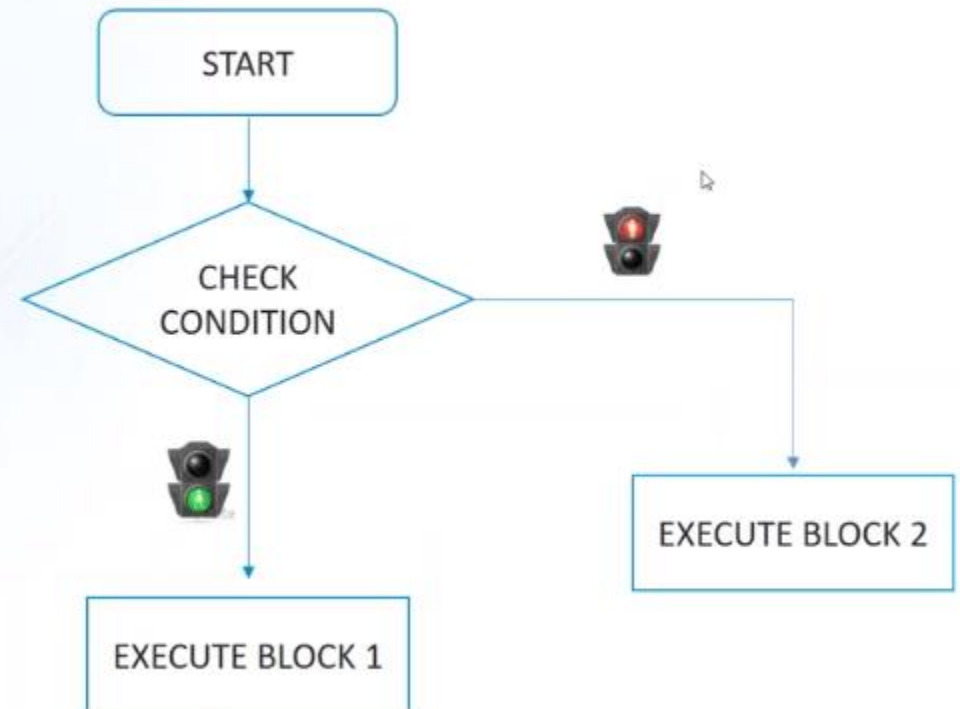 START
CHECK
CONDITION
EXECUTE BLOCK 2
EXECUTE BLOCK 1